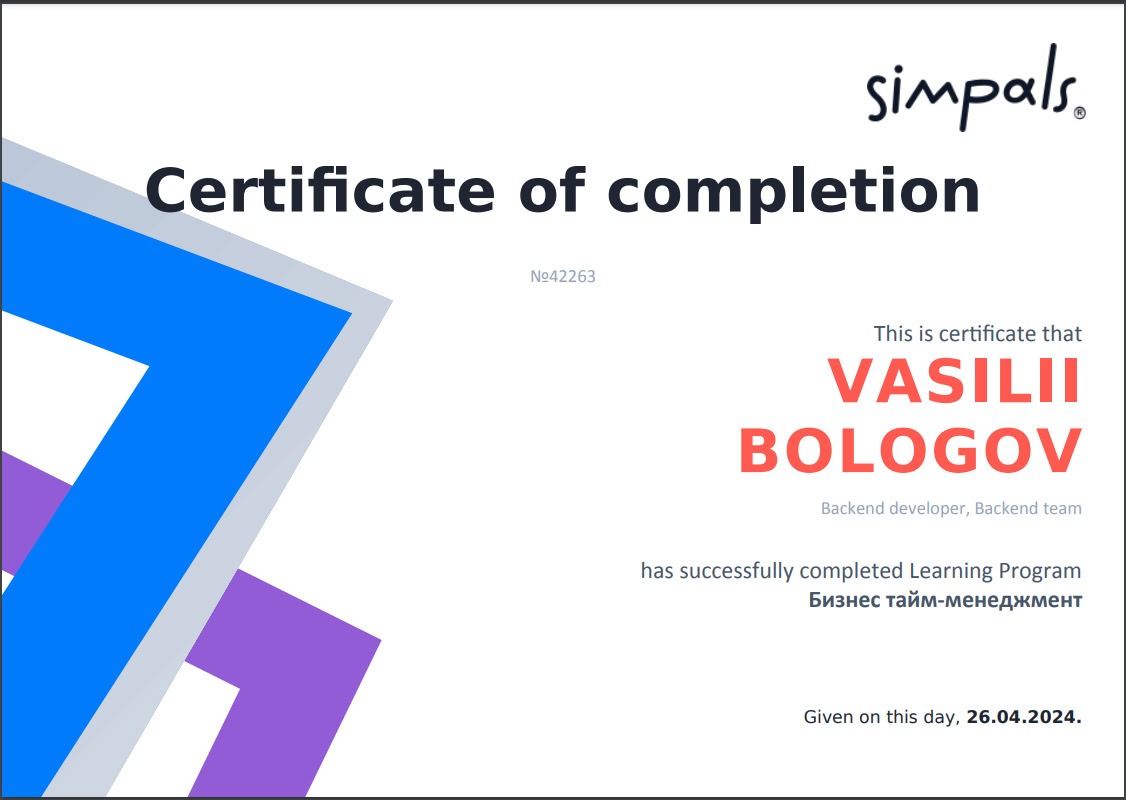 simpals®
Certificate of completion
№42263
This is certificate that
VASILII
BOLOGOV
Backend developer, Backend team
has successfully completed Learning Program
Бизнес тайм-менеджмент
Given on this day, 26.04.2024.